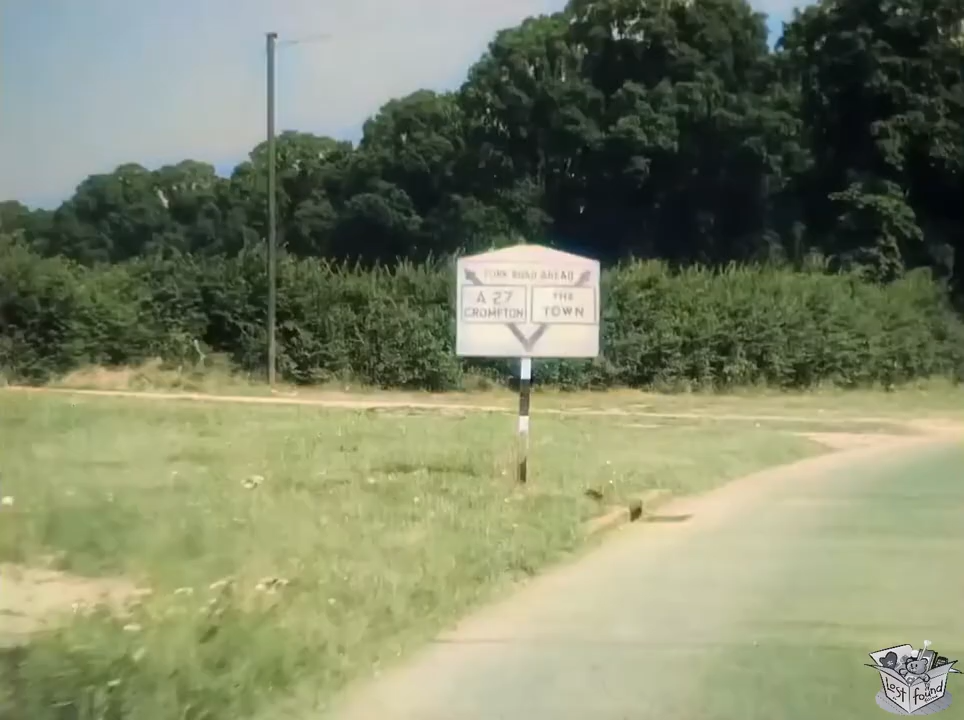 FORK ROAD AHEAD
A 27
CROMPTON
THE
TOWN
Lost
found